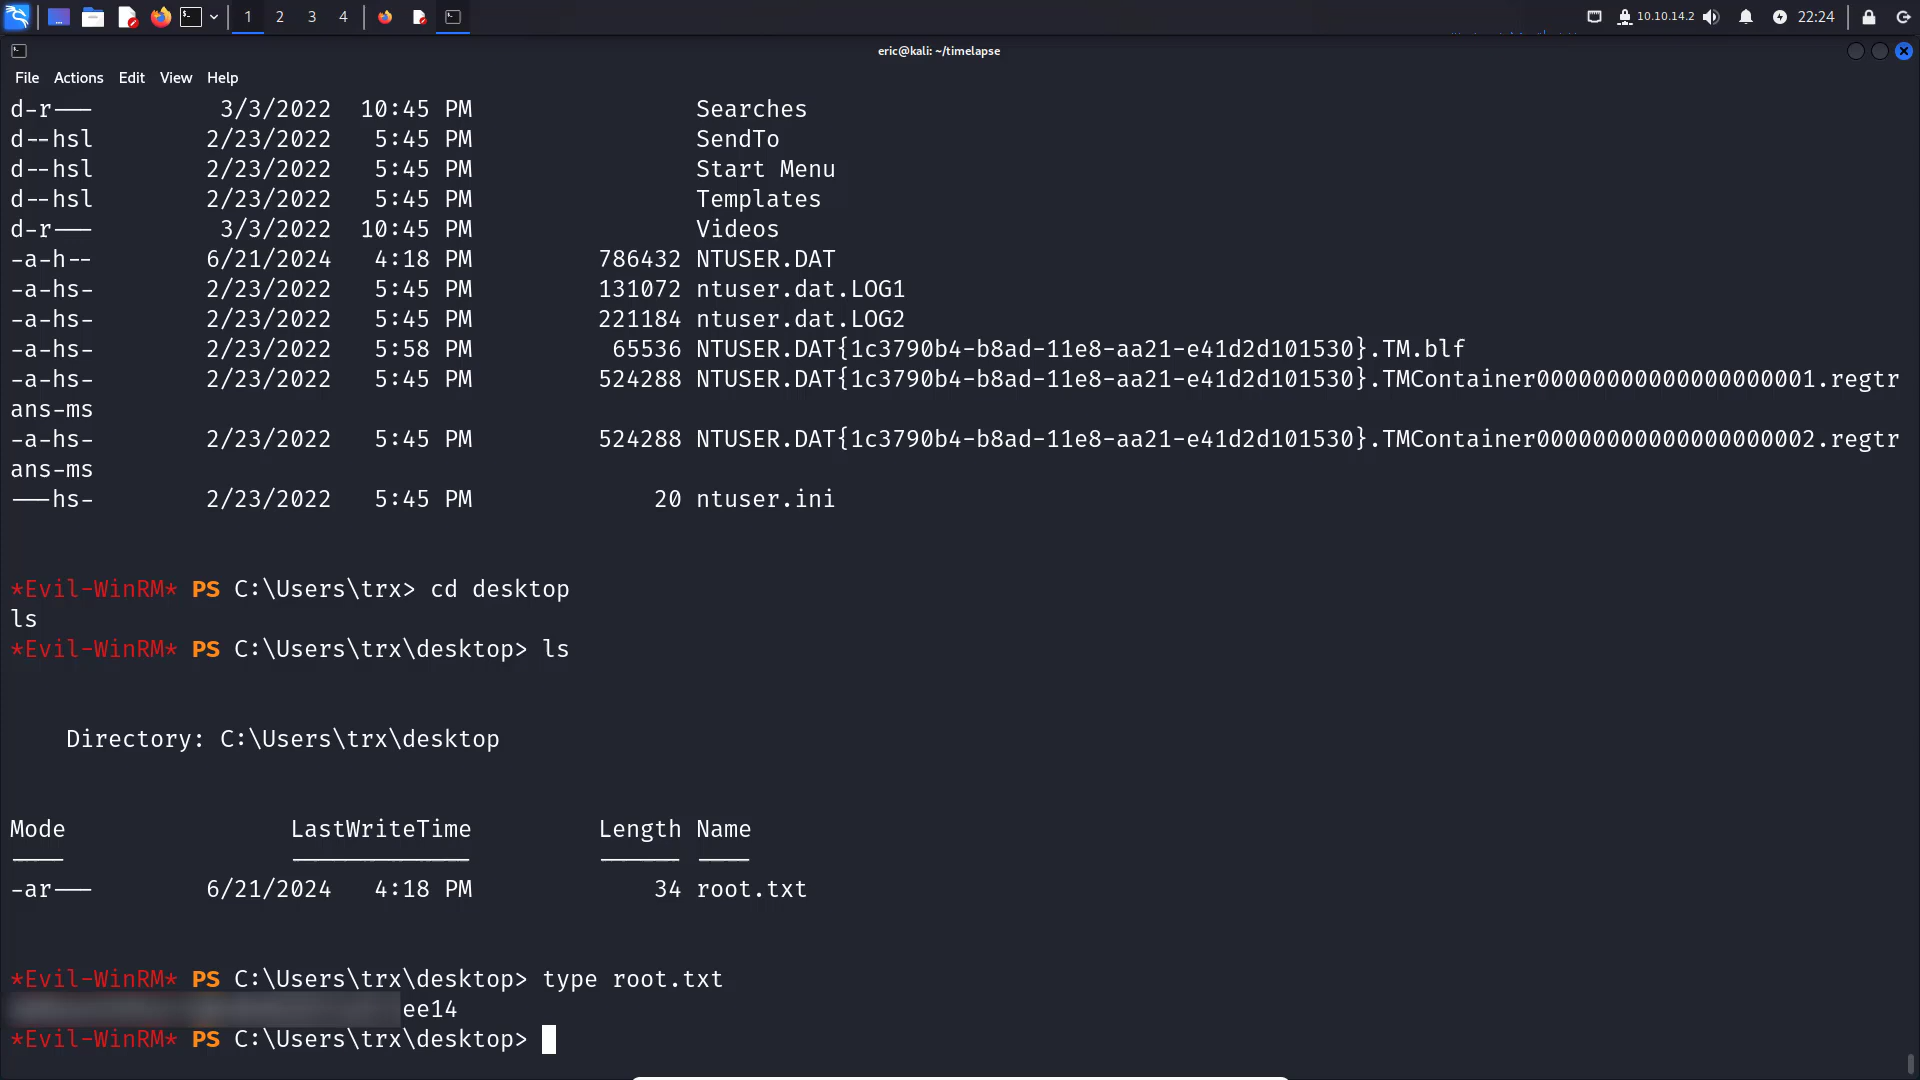 1 2 3 4 10.10.14.2 22:24
eric@kali: ~/timelapse
File Actions Edit View Help
d-r--- 3/3/2022 10:45 PM Searches
d--hsl 2/23/2022 5:45 PM SendTo
d--hsl 2/23/2022 5:45 PM Start Menu
d--hsl 2/23/2022 5:45 PM Templates
d-r--- 3/3/2022 10:45 PM Videos
-a-h-- 6/21/2024 4:18 PM 786432 NTUSER.DAT
-a-hs- 2/23/2022 5:45 PM 131072 ntuser.dat.LOG1
-a-hs- 2/23/2022 5:45 PM 221184 ntuser.dat.LOG2
-a-hs- 2/23/2022 5:58 PM 65536 NTUSER.DAT{1c3790b4-b8ad-11e8-aa21-e41d2d101530}.TM.blf
-a-hs- 2/23/2022 5:45 PM 524288 NTUSER.DAT{1c3790b4-b8ad-11e8-aa21-e41d2d101530}.TMContainer00000000000000000001.regtr
ans-ms
-a-hs- 2/23/2022 5:45 PM 524288 NTUSER.DAT{1c3790b4-b8ad-11e8-aa21-e41d2d101530}.TMContainer00000000000000000002.regtr
ans-ms
---hs- 2/23/2022 5:45 PM 20 ntuser.ini
*Evil-WinRM* PS C:\Users\trx> cd desktop
ls
*Evil-WinRM* PS C:\Users\trx\desktop> ls
Directory: C:\Users\trx\desktop
Mode LastWriteTime Length Name
---- ------------- ------ ----
-ar--- 6/21/2024 4:18 PM 34 root.txt
*Evil-WinRM* PS C:\Users\trx\desktop> type root.txt
ee14
*Evil-WinRM* PS C:\Users\trx\desktop>